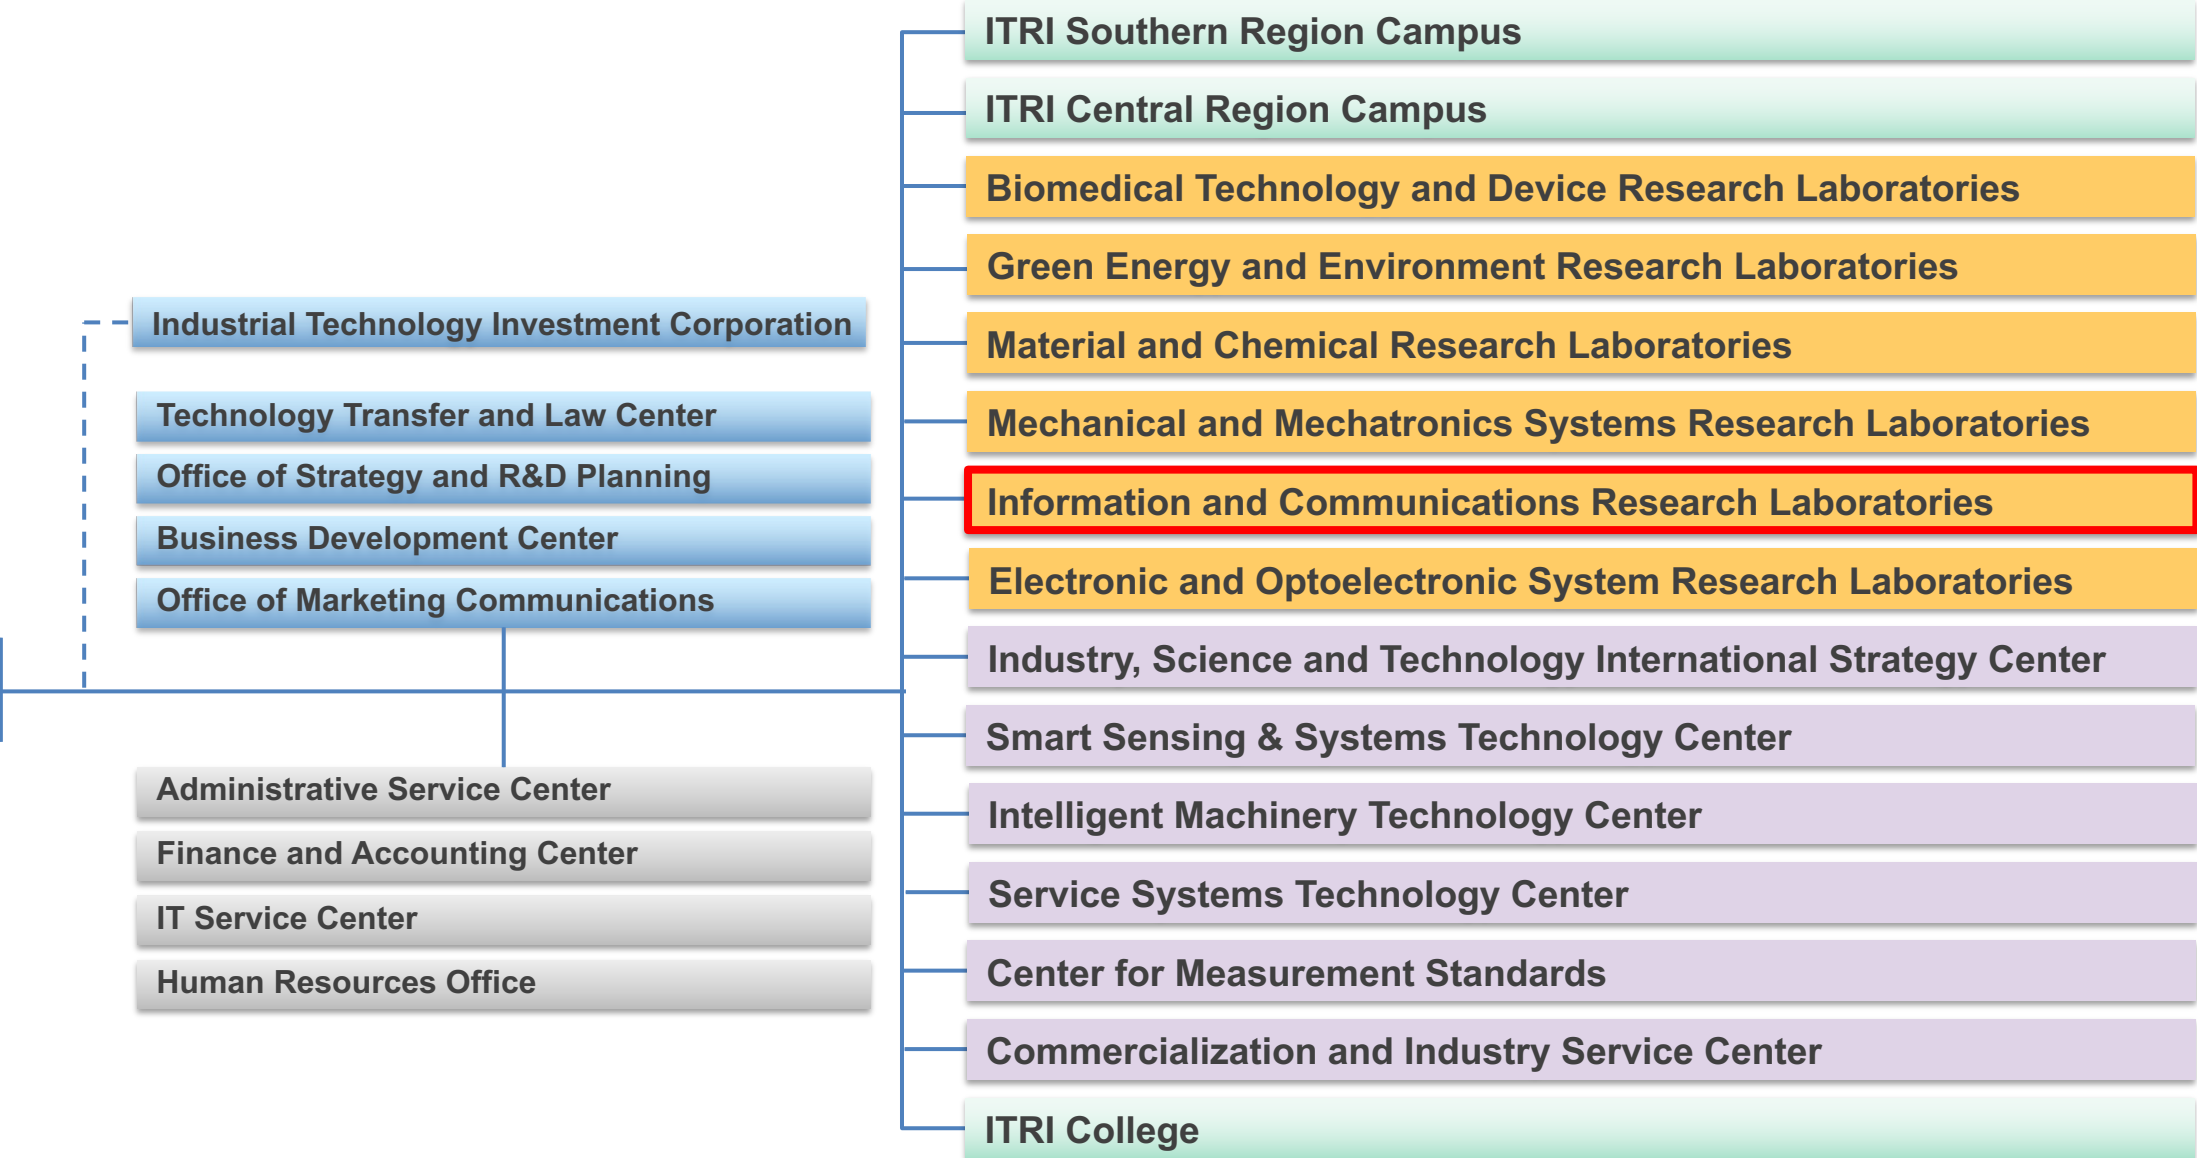 Industrial Technology Investment Corporation
Technology Transfer and Law Center
Office of Strategy and R&D Planning
Business Development Center
Office of Marketing Communications
Administrative Service Center
Finance and Accounting Center
IT Service Center
Human Resources Office
ITRI Southern Region Campus
ITRI Central Region Campus
Biomedical Technology and Device Research Laboratories
Green Energy and Environment Research Laboratories
Material and Chemical Research Laboratories
Mechanical and Mechatronics Systems Research Laboratories
Information and Communications Research Laboratories
Electronic and Optoelectronic System Research Laboratories
Industry, Science and Technology International Strategy Center
Smart Sensing & Systems Technology Center
Intelligent Machinery Technology Center
Service Systems Technology Center
Center for Measurement Standards
Commercialization and Industry Service Center
ITRI College